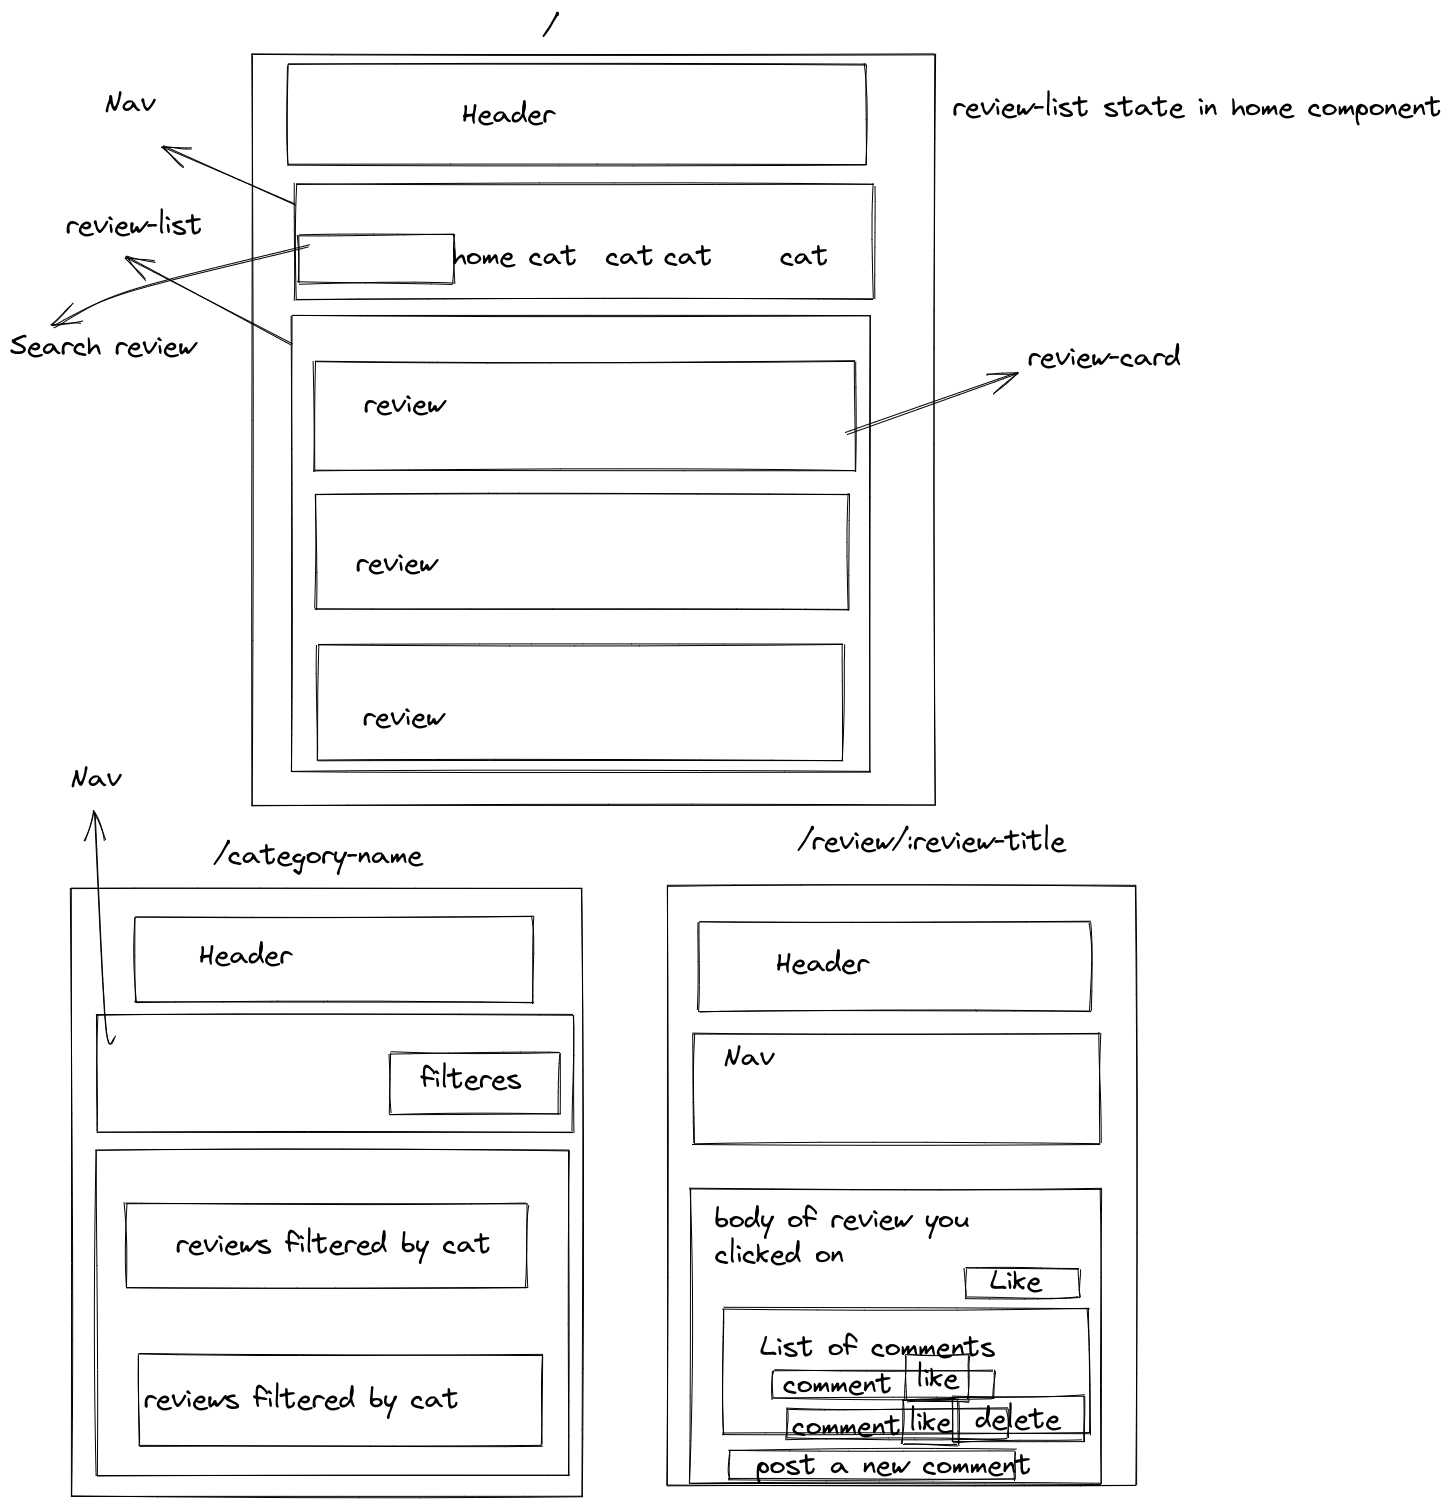 /
Nav
Header
review-list state in home component
review-list
home cat cat cat cat
Search review
review-card
review
review
review
Nav
/category-name
Header
filteres
reviews filtered by cat
reviews filtered by cat
/review/:review-title
Header
Nav
body of review you
clicked on
Like
List of comments
comment like
comment like delete
post a new comment